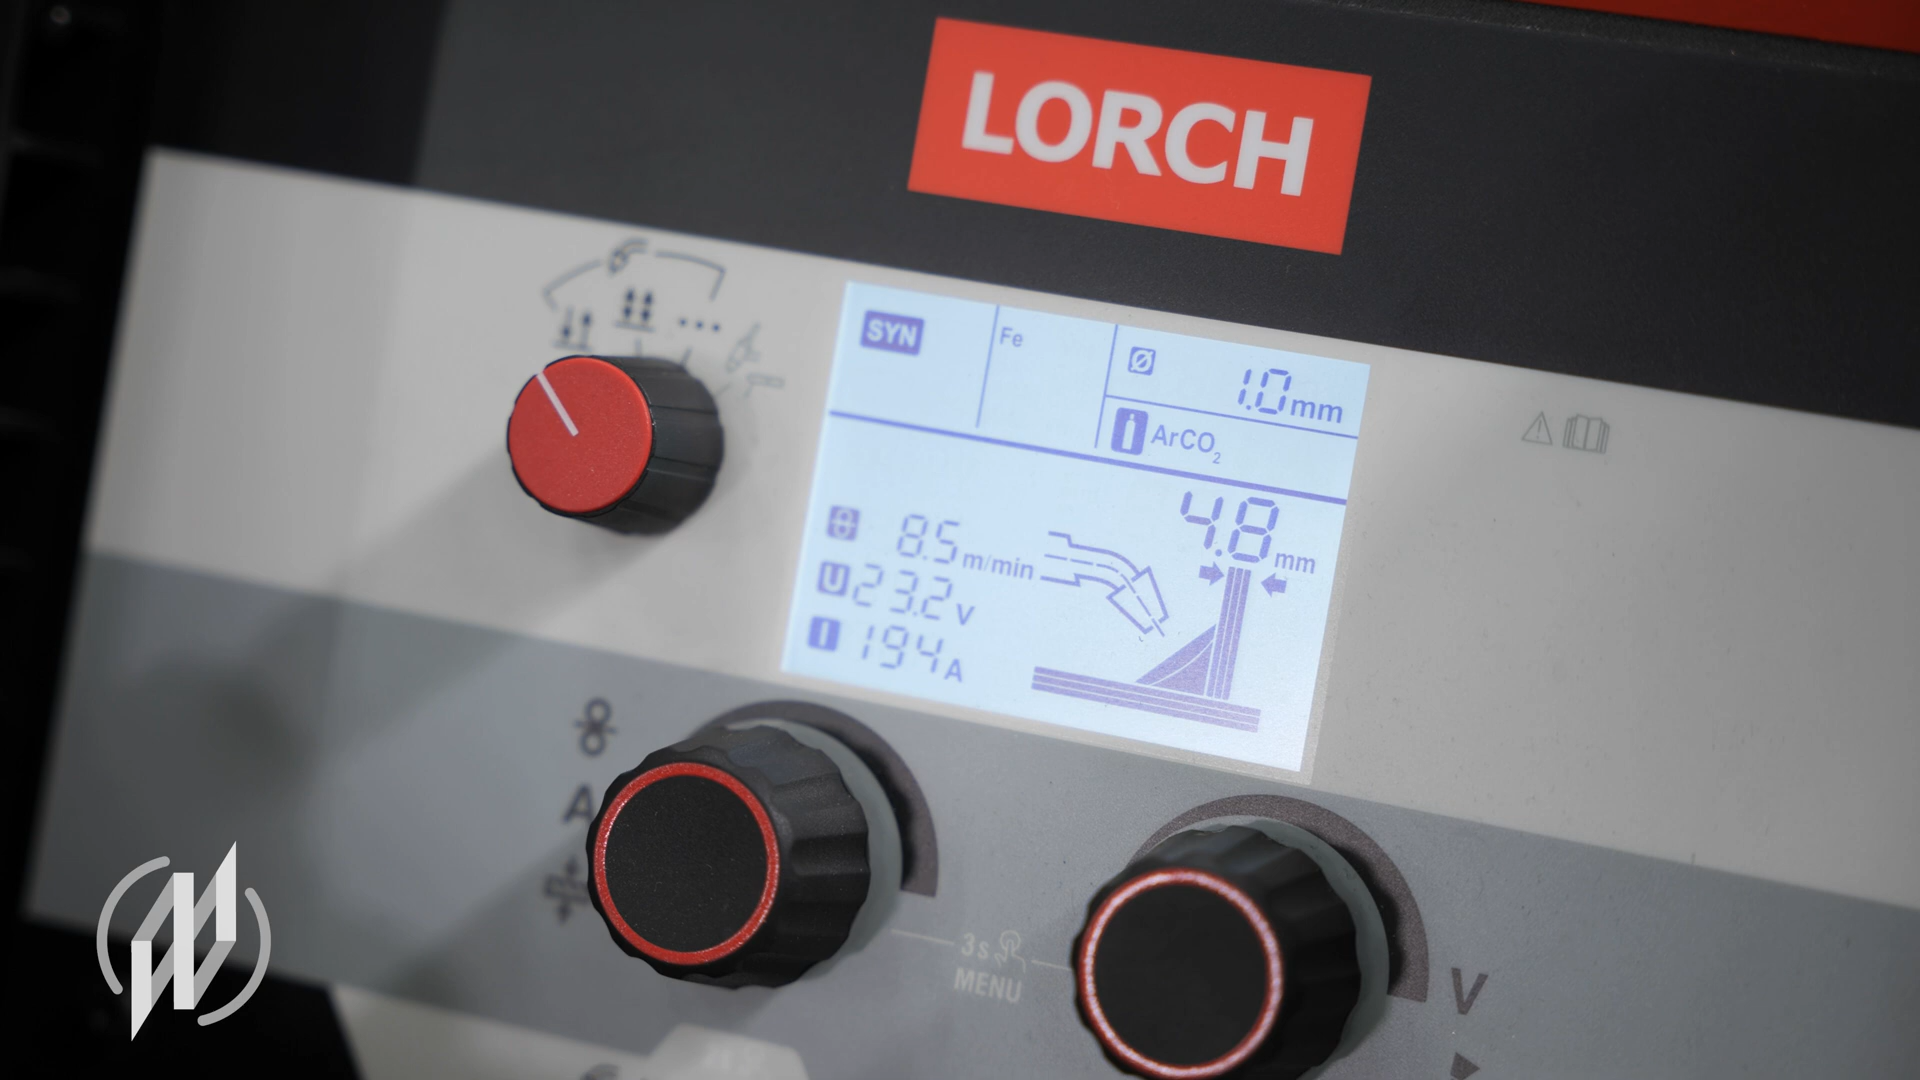 LORCH
SYN
Fe
Ø 1.0 mm
ArCO₂
4.8 mm
8.5 m/min
U 23.2 V
I 194 A
A
3s
MENU
V